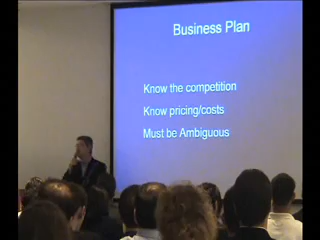 Business Plan
Know the competition
Know pricing/costs
Must be Ambiguous